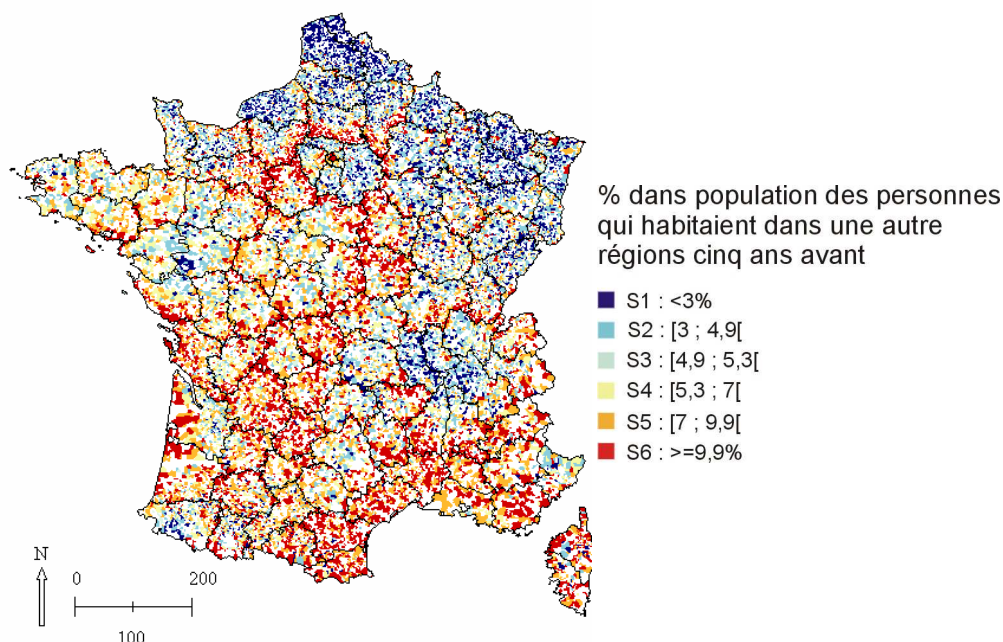 % dans population des personnes
qui habitaient dans une autre
régions cinq ans avant
S1 : <3%
S2 : [3 ; 4,9[
S3 : [4,9 ; 5,3[
S4 : [5,3 ; 7[
S5 : [7 ; 9,9[
S6 : >=9,9%
N
0 200
100